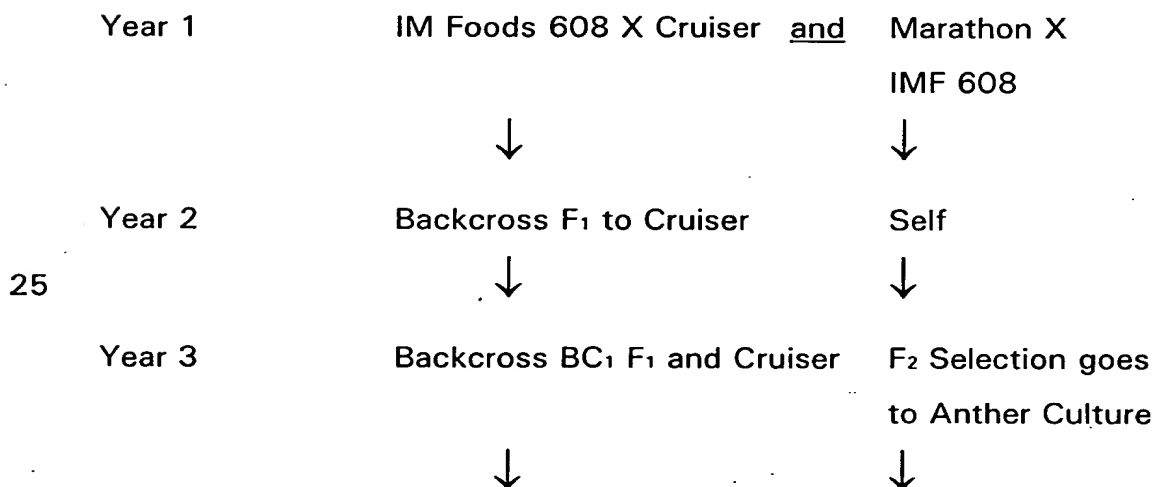 Year 1 IM Foods 608 X Cruiser and Marathon X
IMF 608
↓ ↓
Year 2 Backcross F₁ to Cruiser Self
25 ↓ ↓
Year 3 Backcross BC₁ F₁ and Cruiser F₂ Selection goes
to Anther Culture
↓ ↓